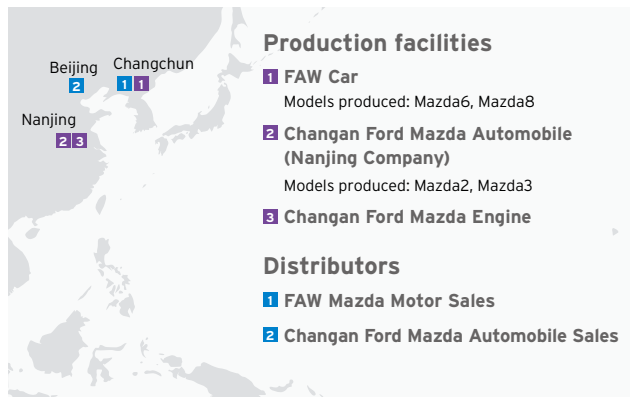 Beijing
2
Changchun
1 1
Nanjing
2 3
Production facilities
1 FAW Car
Models produced: Mazda6, Mazda8
2 Changan Ford Mazda Automobile
(Nanjing Company)
Models produced: Mazda2, Mazda3
3 Changan Ford Mazda Engine
Distributors
1 FAW Mazda Motor Sales
2 Changan Ford Mazda Automobile Sales